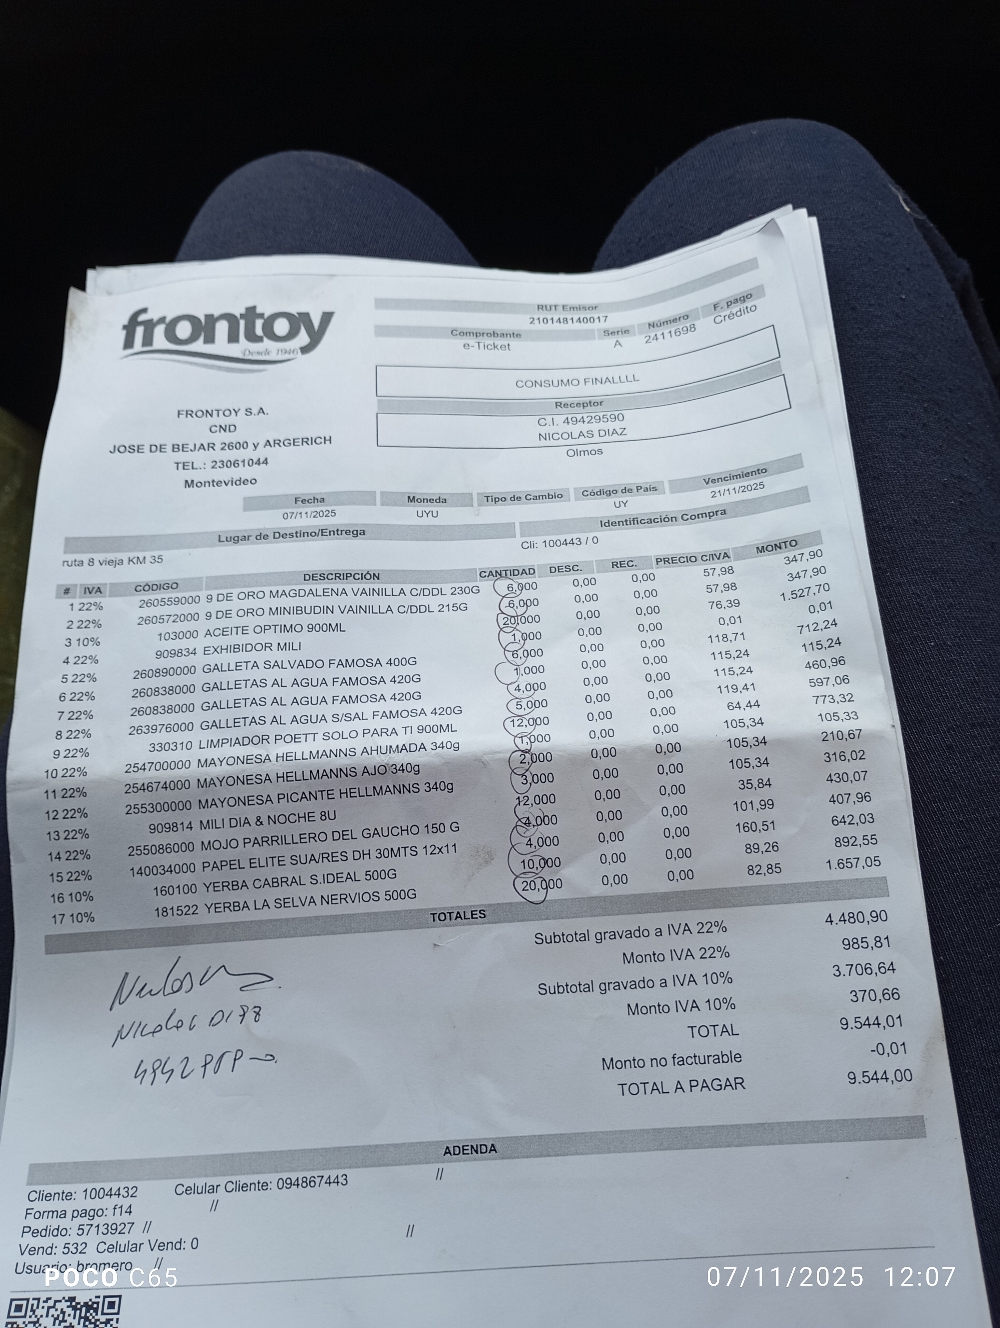 frontoy
Desde 1946
RUT Emisor
210148140017
Comprobante Serie Número F. pago
e-Ticket A 2411698 Crédito
CONSUMO FINALLLL
Receptor
C.I. 49429590
NICOLAS DIAZ
Olmos
FRONTOY S.A.
CND
JOSE DE BEJAR 2600 y ARGERICH
TEL.: 23061044
Montevideo
Fecha Moneda Tipo de Cambio Código de País Vencimiento
07/11/2025 UYU UY 21/11/2025
Lugar de Destino/Entrega Identificación Compra
ruta 8 vieja KM 35 Cli: 100443 / 0
# IVA CÓDIGO DESCRIPCIÓN CANTIDAD DESC. REC. PRECIO C/IVA MONTO
1 22% 260559000 9 DE ORO MAGDALENA VAINILLA C/DDL 230G 6,000 0,00 0,00 57,98 347,90
2 22% 260572000 9 DE ORO MINIBUDIN VAINILLA C/DDL 215G 6,000 0,00 0,00 57,98 347,90
3 10% 103000 ACEITE OPTIMO 900ML 20,000 0,00 0,00 76,39 1.527,70
4 22% 909834 EXHIBIDOR MILI 1,000 0,00 0,00 0,01 0,01
5 22% 260890000 GALLETA SALVADO FAMOSA 400G 6,000 0,00 0,00 118,71 712,24
6 22% 260838000 GALLETAS AL AGUA FAMOSA 420G 1,000 0,00 0,00 115,24 115,24
7 22% 260838000 GALLETAS AL AGUA FAMOSA 420G 4,000 0,00 0,00 115,24 460,96
8 22% 263976000 GALLETAS AL AGUA S/SAL FAMOSA 420G 5,000 0,00 0,00 119,41 597,06
9 22% 330310 LIMPIADOR POETT SOLO PARA TI 900ML 12,000 0,00 0,00 64,44 773,32
10 22% 254700000 MAYONESA HELLMANNS AHUMADA 340g 1,000 0,00 0,00 105,34 105,33
11 22% 254674000 MAYONESA HELLMANNS AJO 340g 2,000 0,00 0,00 105,34 210,67
12 22% 255300000 MAYONESA PICANTE HELLMANNS 340g 3,000 0,00 0,00 105,34 316,02
13 22% 909814 MILI DIA & NOCHE 8U 12,000 0,00 0,00 35,84 430,07
14 22% 255086000 MOJO PARRILLERO DEL GAUCHO 150 G 4,000 0,00 0,00 101,99 407,96
15 22% 140034000 PAPEL ELITE SUA/RES DH 30MTS 12x11 4,000 0,00 0,00 160,51 642,03
16 10% 160100 YERBA CABRAL S.IDEAL 500G 10,000 0,00 0,00 89,26 892,55
17 10% 181522 YERBA LA SELVA NERVIOS 500G 20,000 0,00 0,00 82,85 1.657,05
TOTALES
Subtotal gravado a IVA 22% 4.480,90
Monto IVA 22% 985,81
Subtotal gravado a IVA 10% 3.706,64
Monto IVA 10% 370,66
TOTAL 9.544,01
Monto no facturable -0,01
TOTAL A PAGAR 9.544,00
ADENDA
Cliente: 1004432 Celular Cliente: 094867443 //
Forma pago: f14 //
Pedido: 5713927 //
Vend: 532 Celular Vend: 0 //
Usuario: bromero //
POCO C65 07/11/2025 12:07